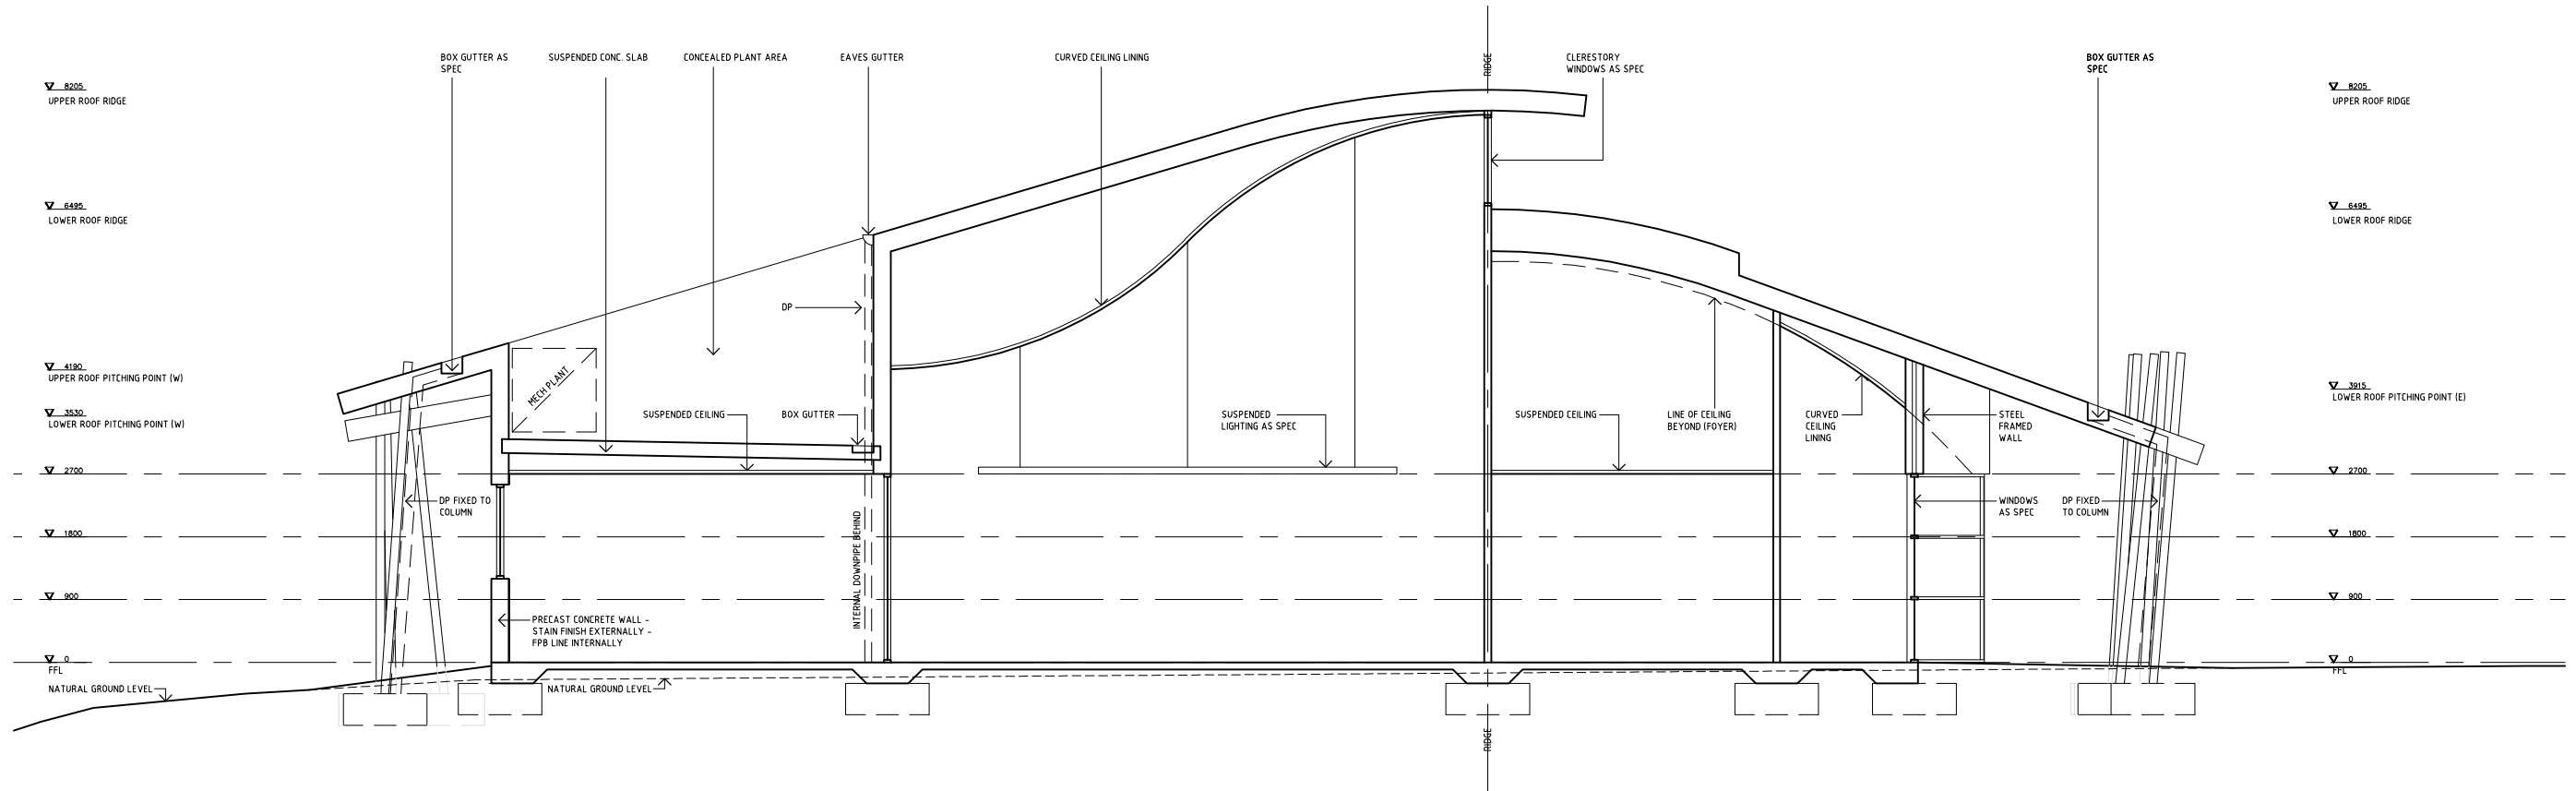 BOX GUTTER AS
SPEC
SUSPENDED CONC. SLAB
CONCEALED PLANT AREA
EAVES GUTTER
CURVED CEILING LINING
RIDGE
CLERESTORY
WINDOWS AS SPEC
BOX GUTTER AS
SPEC
8205
UPPER ROOF RIDGE
8205
UPPER ROOF RIDGE
6495
LOWER ROOF RIDGE
6495
LOWER ROOF RIDGE
DP
4190
UPPER ROOF PITCHING POINT (W)
MECH PLANT
3915
LOWER ROOF PITCHING POINT (E)
3530
LOWER ROOF PITCHING POINT (W)
SUSPENDED CEILING
BOX GUTTER
SUSPENDED
LIGHTING AS SPEC
SUSPENDED CEILING
LINE OF CEILING
BEYOND (FOYER)
CURVED
CEILING
LINING
STEEL
FRAMED
WALL
2700
2700
DP FIXED TO
COLUMN
WINDOWS
AS SPEC
DP FIXED
TO COLUMN
1800
1800
INTERNAL DOWNPIPE BEHIND
900
900
PRECAST CONCRETE WALL -
STAIN FINISH EXTERNALLY -
FPB LINE INTERNALLY
0
FFL
0
FFL
NATURAL GROUND LEVEL
NATURAL GROUND LEVEL
RIDGE